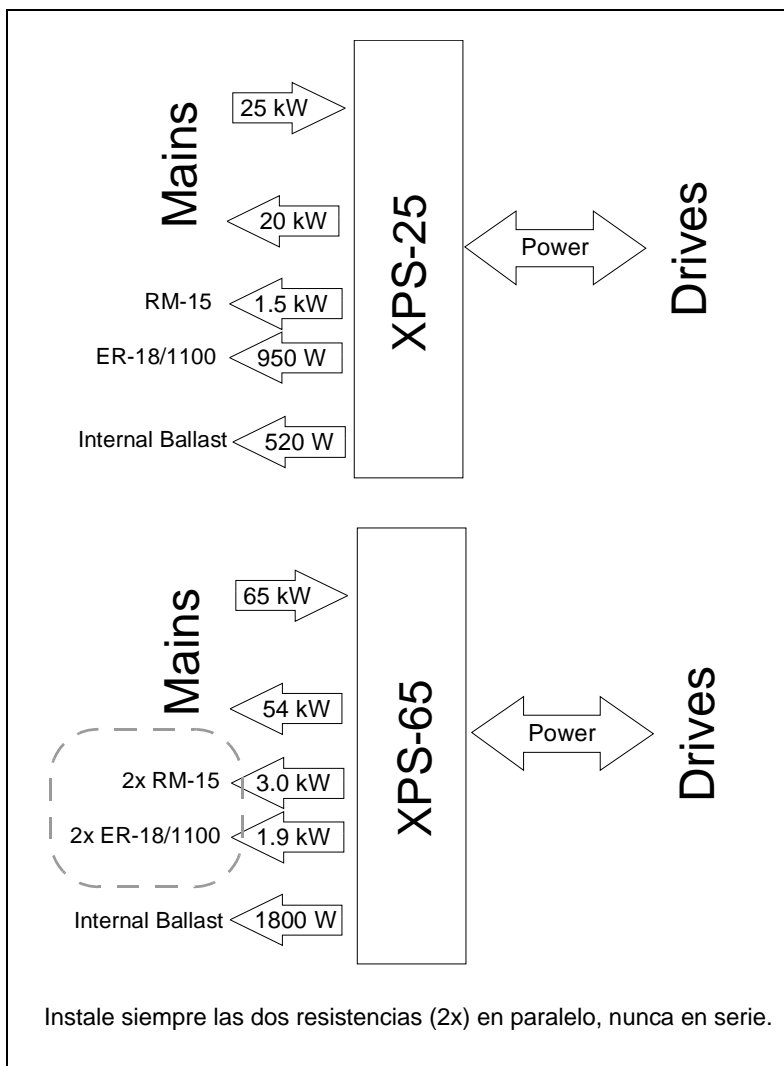 Mains
25 kW
20 kW
RM-15
1.5 kW
ER-18/1100
950 W
Internal Ballast
520 W
XPS-25
Power
Drives
Mains
65 kW
54 kW
2x RM-15
3.0 kW
2x ER-18/1100
1.9 kW
Internal Ballast
1800 W
XPS-65
Power
Drives
Instale siempre las dos resistencias (2x) en paralelo, nunca en serie.